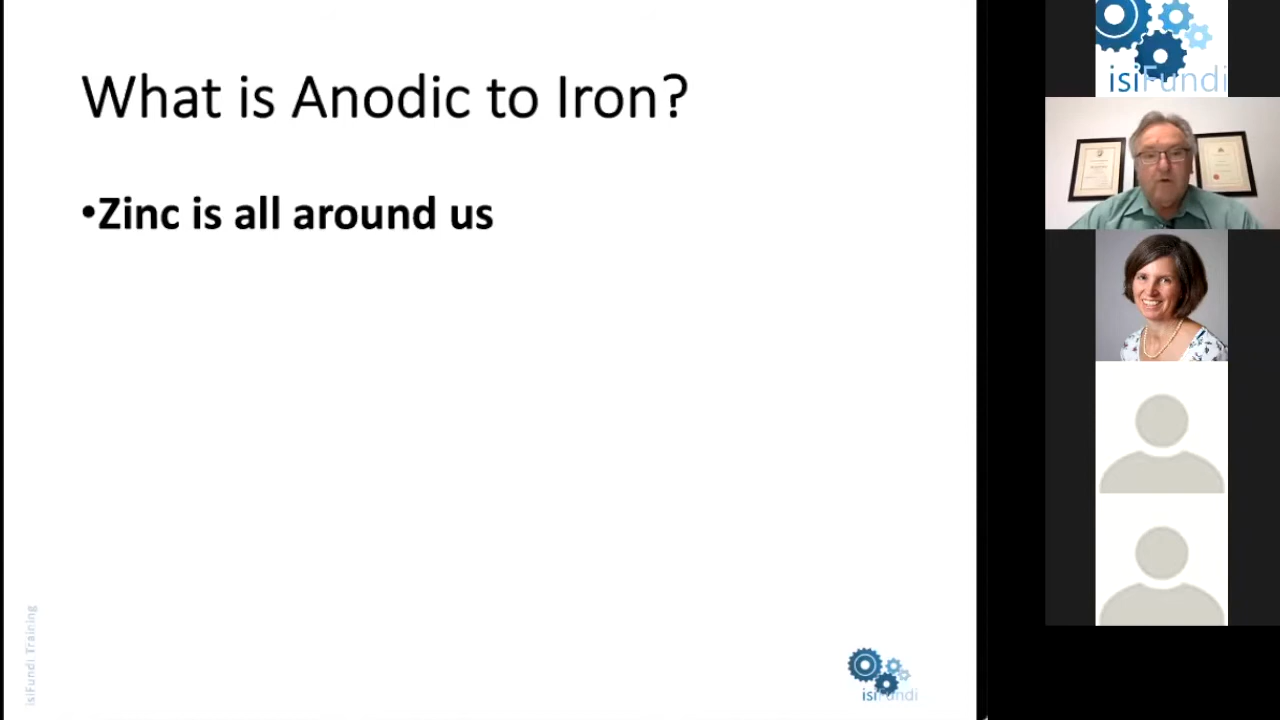 What is Anodic to Iron?
•Zinc is all around us
isiFundi Training
isiFundi
isiFundi